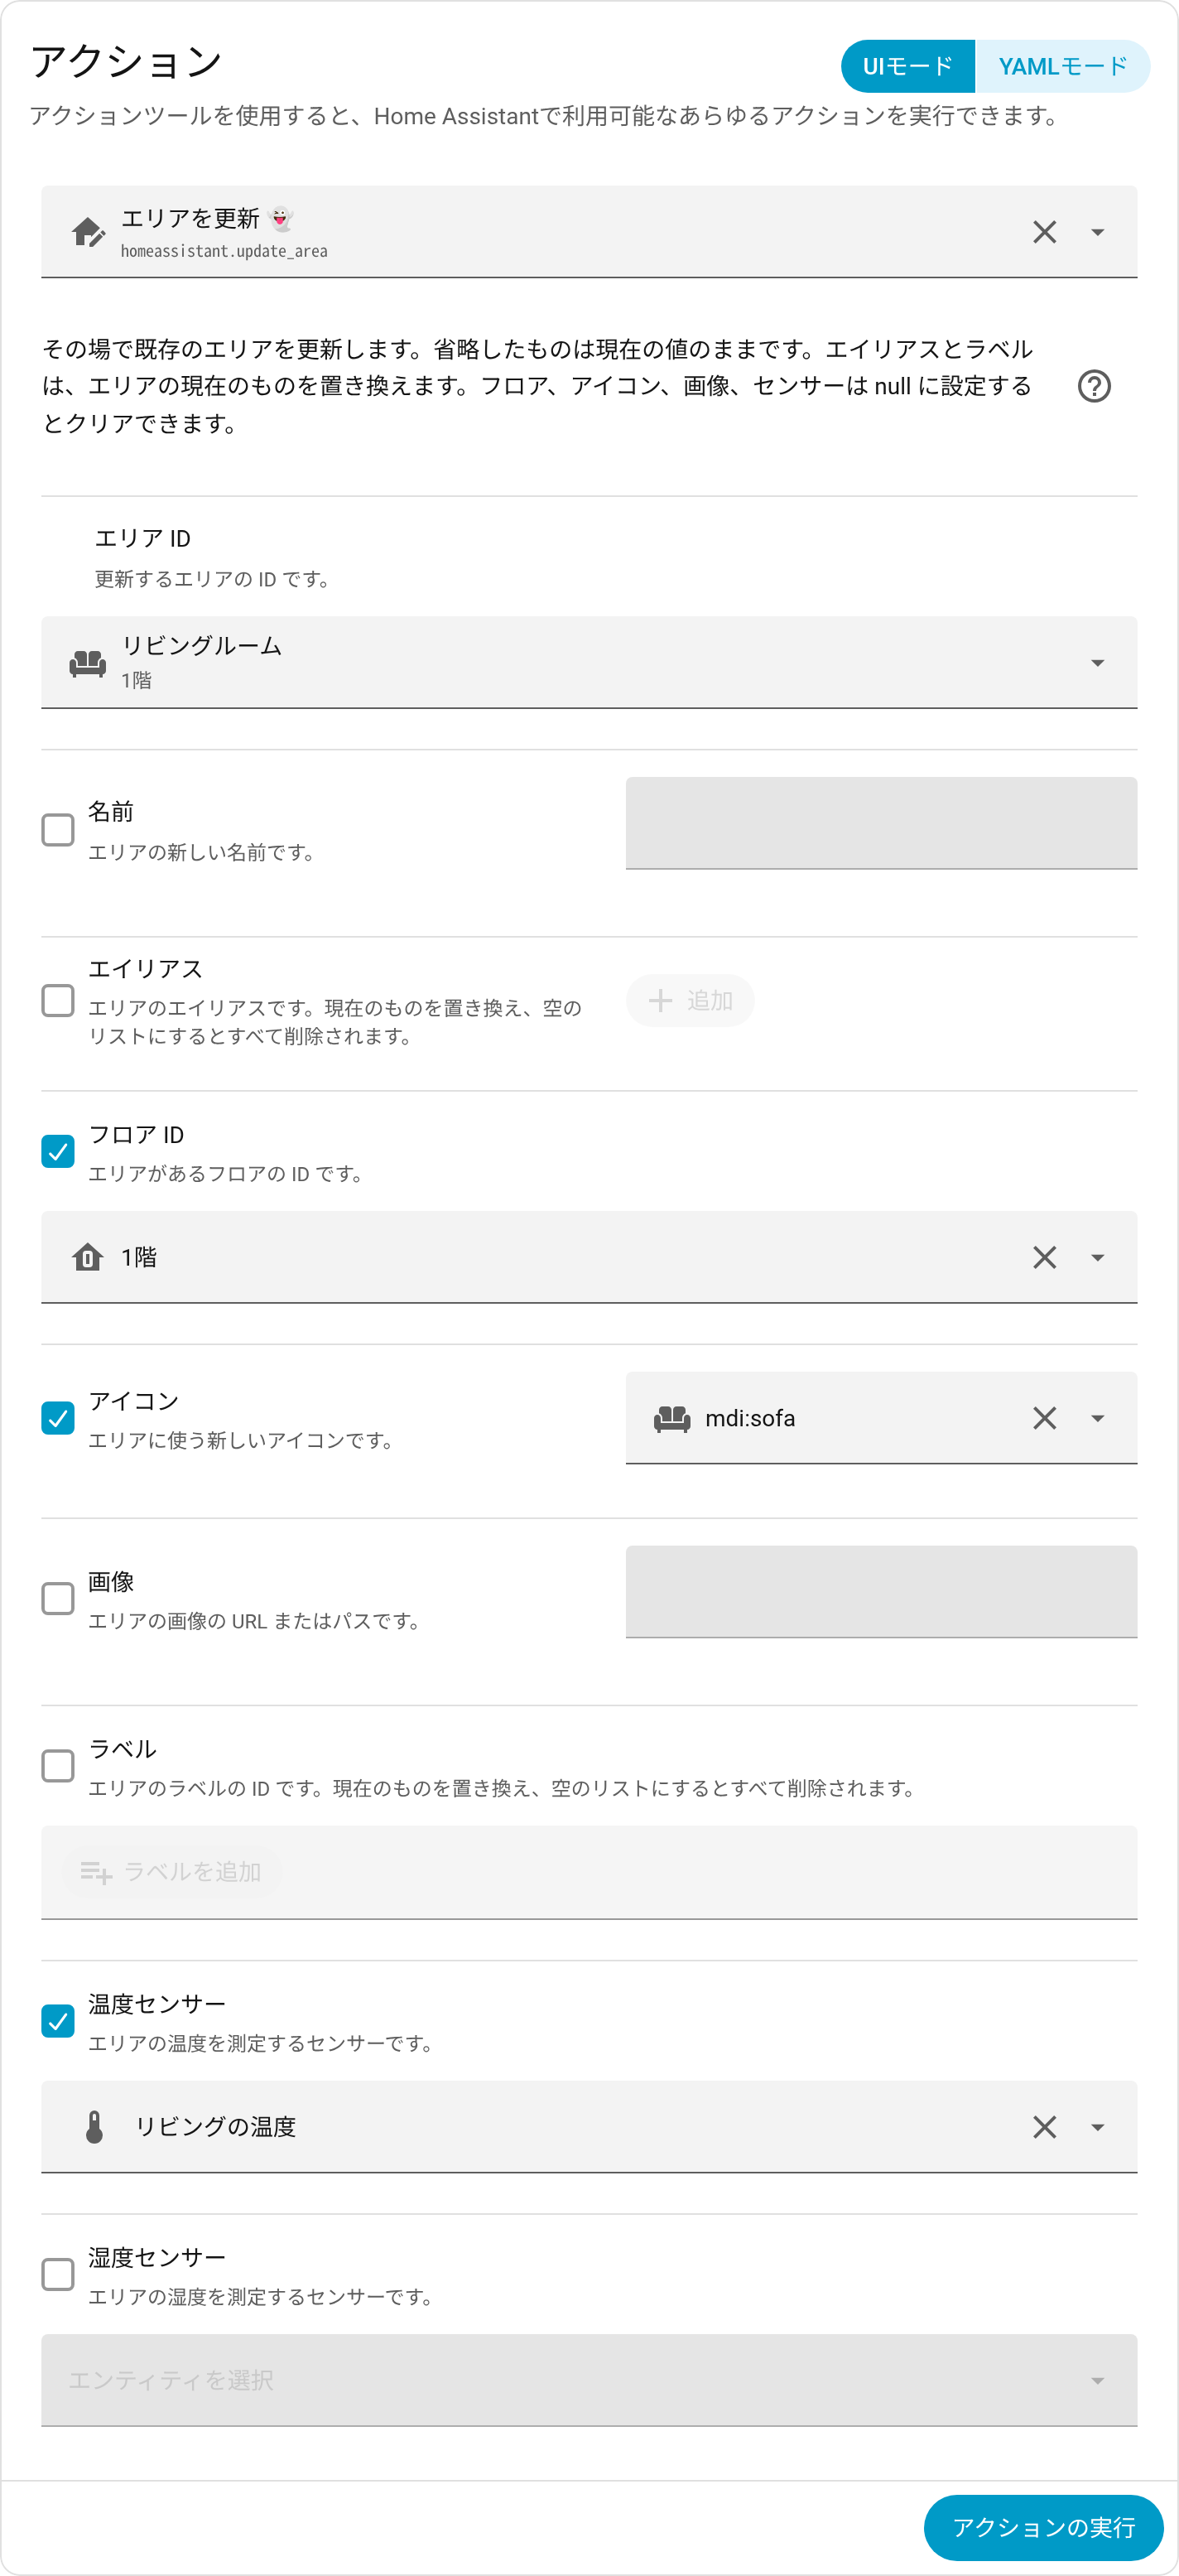 アクション
UIモード
YAMLモード
アクションツールを使用すると、Home Assistantで利用可能なあらゆるアクションを実行できます。
エリアを更新 👻
homeassistant.update_area
その場で既存のエリアを更新します。省略したものは現在の値のままです。エイリアスとラベル
は、エリアの現在のものを置き換えます。フロア、アイコン、画像、センサーは null に設定する
とクリアできます。
エリア ID
更新するエリアの ID です。
リビングルーム
1階
名前
エリアの新しい名前です。
エイリアス
エリアのエイリアスです。現在のものを置き換え、空の
リストにするとすべて削除されます。
追加
フロア ID
エリアがあるフロアの ID です。
1階
アイコン
エリアに使う新しいアイコンです。
mdi:sofa
画像
エリアの画像の URL またはパスです。
ラベル
エリアのラベルの ID です。現在のものを置き換え、空のリストにするとすべて削除されます。
ラベルを追加
温度センサー
エリアの温度を測定するセンサーです。
リビングの温度
湿度センサー
エリアの湿度を測定するセンサーです。
エンティティを選択
アクションの実行